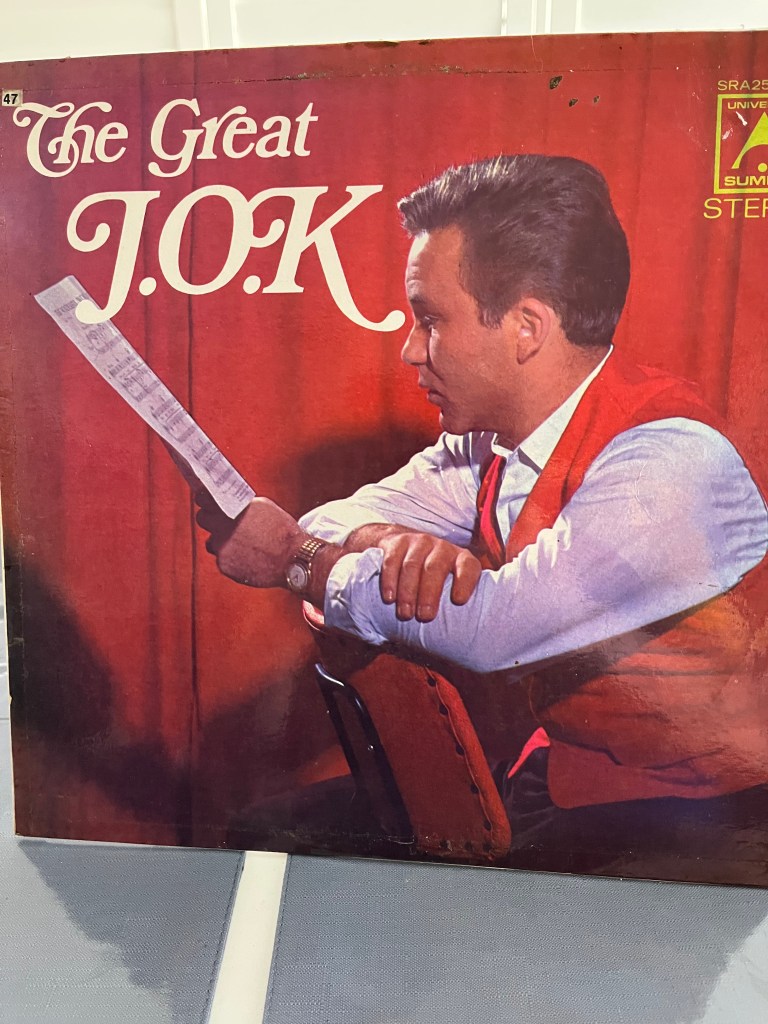 47
The Great
J.O.K
SRA25
UNIVE
SUM
STER